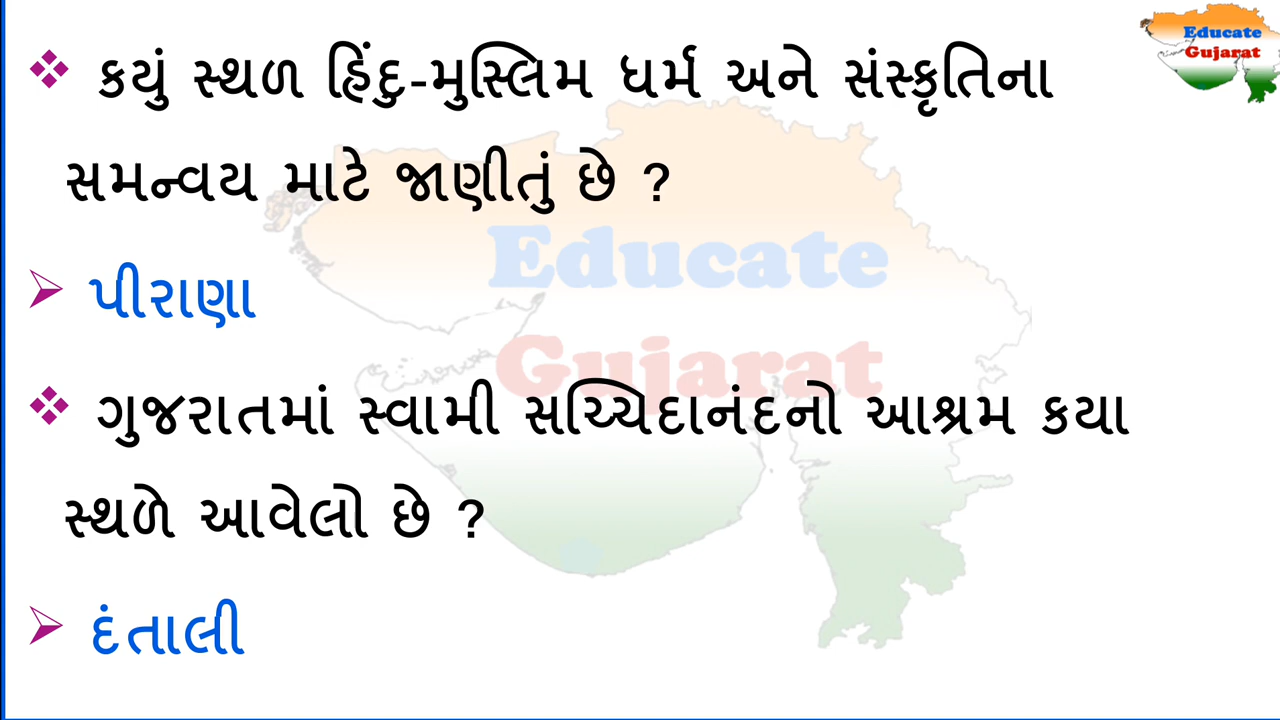 Educate
Gujarat
કયું સ્થળ હિંદુ-મુસ્લિમ ધર્મ અને સંસ્કૃતિના
સમન્વય માટે જાણીતું છે ?
Educate
પીરાણા
Gujarat
ગુજરાતમાં સ્વામી સચ્ચિદાનંદનો આશ્રમ કયા
સ્થળે આવેલો છે ?
દંતાલી